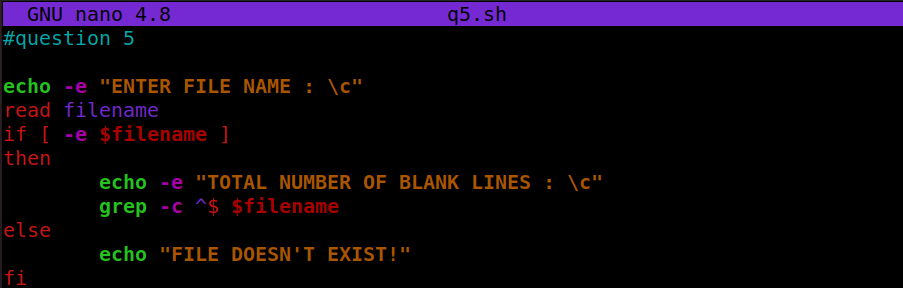 GNU nano 4.8 q5.sh
#question 5
echo -e "ENTER FILE NAME : \c"
read filename
if [ -e $filename ]
then
echo -e "TOTAL NUMBER OF BLANK LINES : \c"
grep -c ^$ $filename
else
echo "FILE DOESN'T EXIST!"
fi